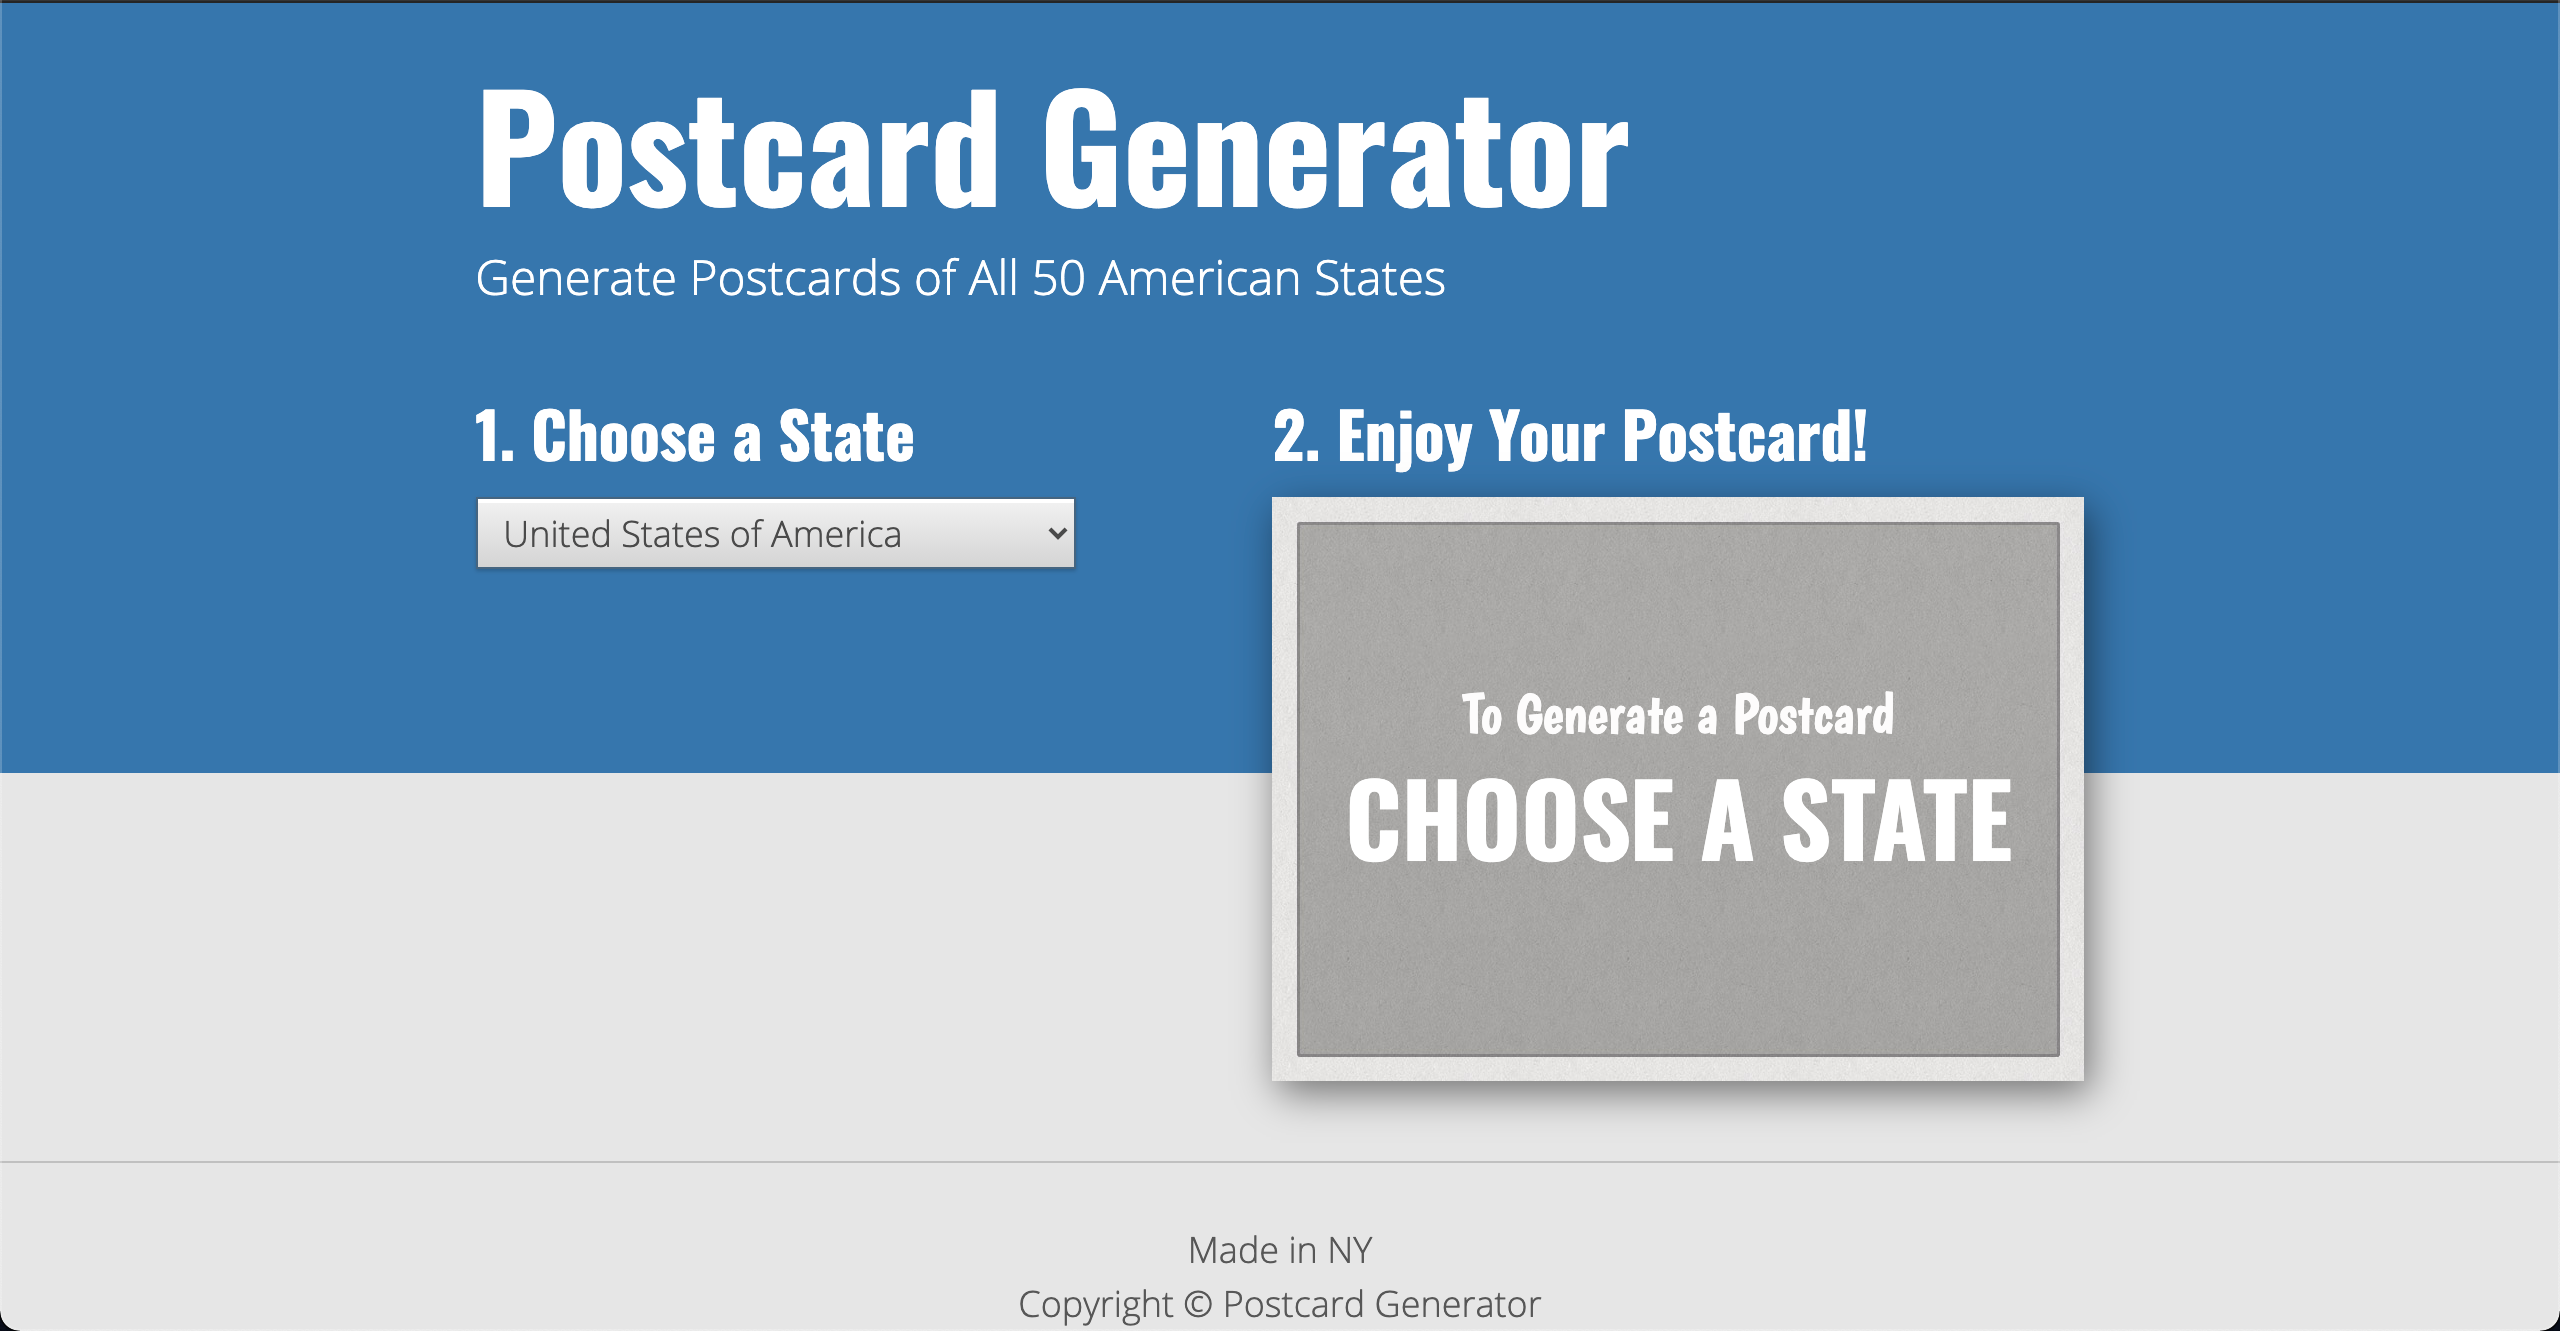 Postcard Generator
Generate Postcards of All 50 American States
1. Choose a State
United States of America
2. Enjoy Your Postcard!
To Generate a Postcard
CHOOSE A STATE
Made in NY
Copyright © Postcard Generator